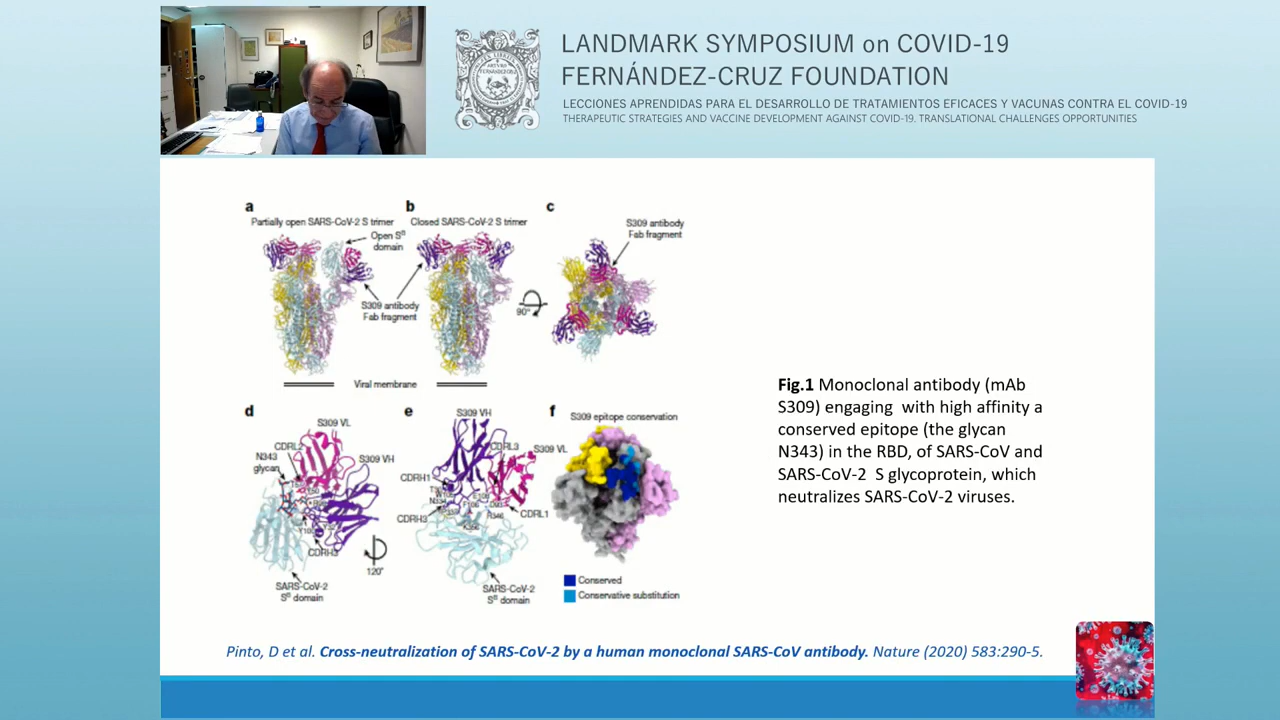 LANDMARK SYMPOSIUM on COVID-19
FERNÁNDEZ-CRUZ FOUNDATION
LECCIONES APRENDIDAS PARA EL DESARROLLO DE TRATAMIENTOS EFICACES Y VACUNAS CONTRA EL COVID-19
THERAPEUTIC STRATEGIES AND VACCINE DEVELOPMENT AGAINST COVID-19. TRANSLATIONAL CHALLENGES OPPORTUNITIES
a
Partially open SARS-CoV-2 S trimer
Open Sᴮ
domain
b
Closed SARS-CoV-2 S trimer
S309 antibody
Fab fragment
c
S309 antibody
Fab fragment
90°
Viral membrane
d
S309 VL
CDRL2
N343
glycan
S309 VH
CDRH3
120°
SARS-CoV-2
Sᴮ domain
e
S309 VH
CDRL3
S309 VL
CDRH1
CDRH3
CDRL1
SARS-CoV-2
Sᴮ domain
f
S309 epitope conservation
Conserved
Conservative substitution
Fig.1 Monoclonal antibody (mAb
S309) engaging with high affinity a
conserved epitope (the glycan
N343) in the RBD, of SARS-CoV and
SARS-CoV-2 S glycoprotein, which
neutralizes SARS-CoV-2 viruses.
Pinto, D et al. Cross-neutralization of SARS-CoV-2 by a human monoclonal SARS-CoV antibody. Nature (2020) 583:290-5.